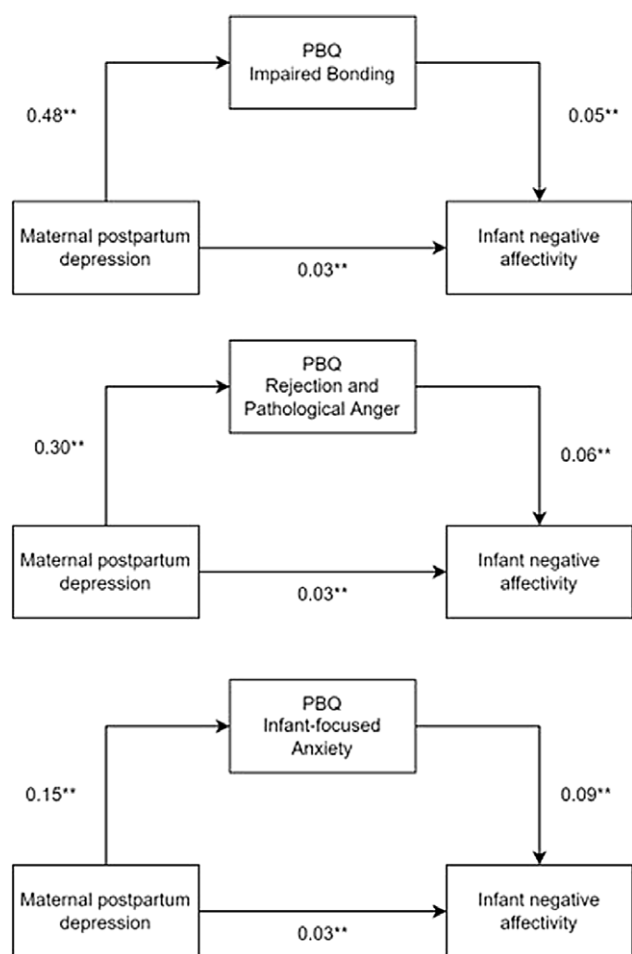 PBQ
Impaired Bonding
0.48**
0.05**
Maternal postpartum
depression
Infant negative
affectivity
0.03**
PBQ
Rejection and
Pathological Anger
0.30**
0.06**
Maternal postpartum
depression
Infant negative
affectivity
0.03**
PBQ
Infant-focused
Anxiety
0.15**
0.09**
Maternal postpartum
depression
Infant negative
affectivity
0.03**